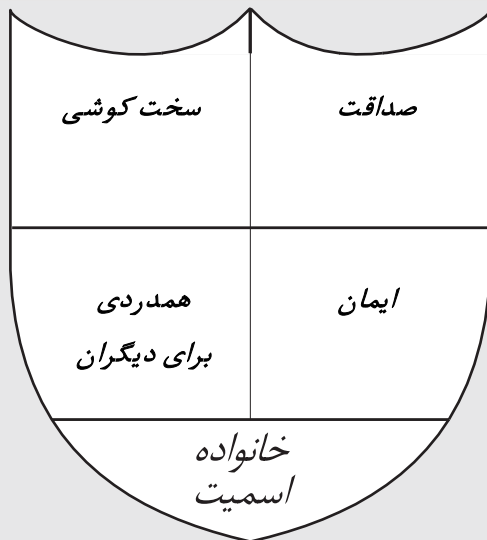 صداقت
سخت کوشی
ایمان
همدردی
برای دیگران
خانواده
اسمیت